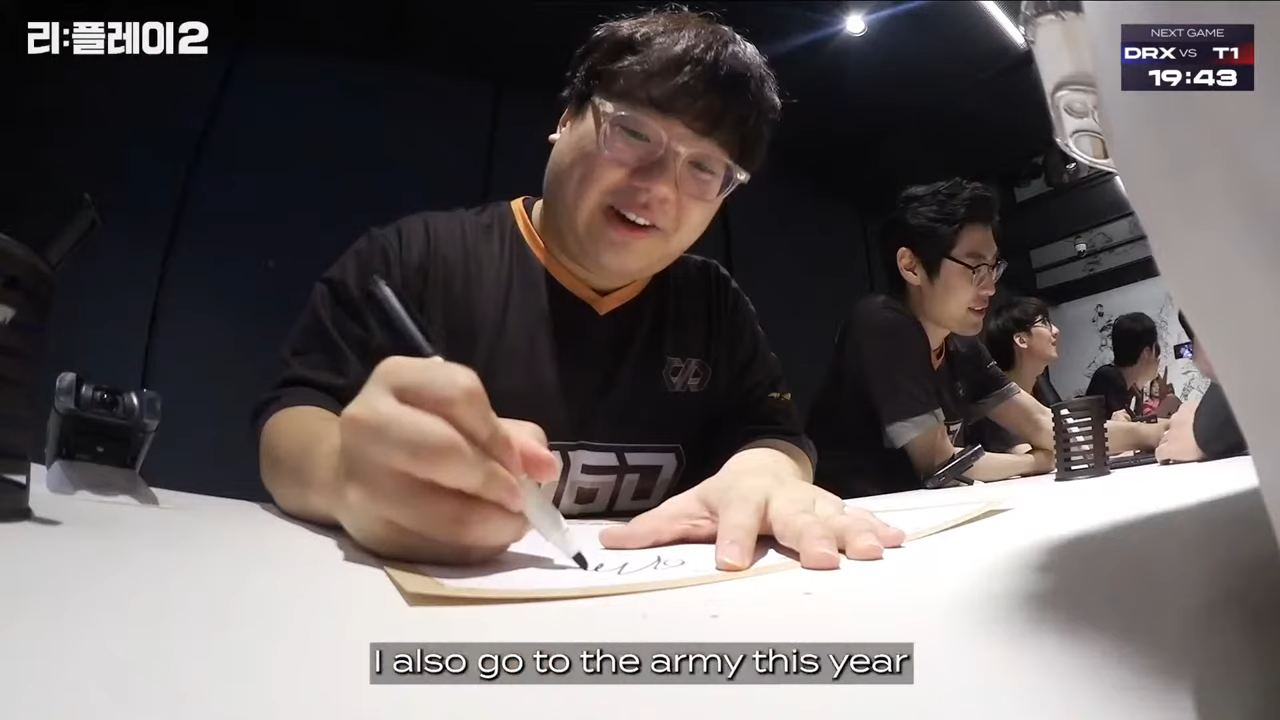 리:플레이2
NEXT GAME
DRX VS T1
19:43
I also go to the army this year